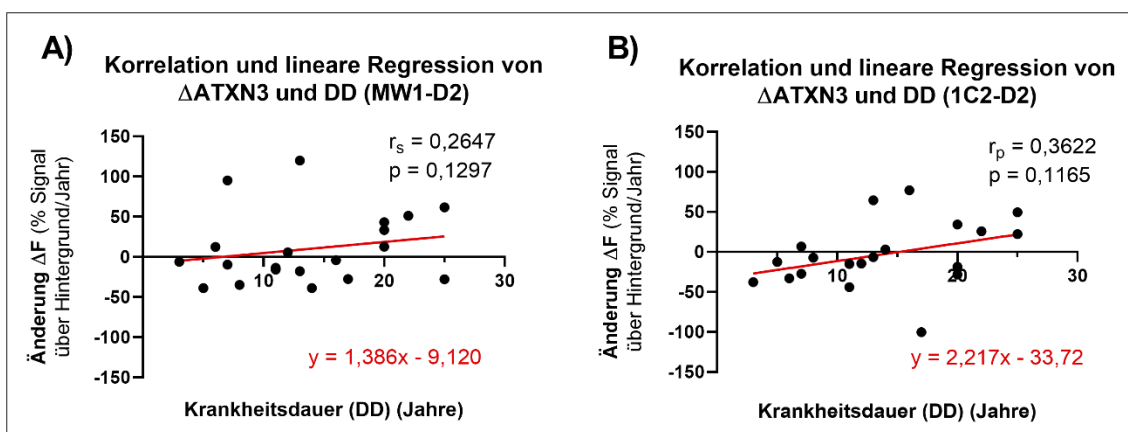 A)
Korrelation und lineare Regression von
ΔATXN3 und DD (MW1-D2)
rs = 0,2647
p = 0,1297
Änderung ΔF (% Signal
über Hintergrund/Jahr)
150
100
50
0
-50
-100
-150
10
20
30
y = 1,386x - 9,120
Krankheitsdauer (DD) (Jahre)
B)
Korrelation und lineare Regression von
ΔATXN3 und DD (1C2-D2)
rp = 0,3622
p = 0,1165
Änderung ΔF (% Signal
über Hintergrund/Jahr)
150
100
50
0
-50
-100
-150
10
20
30
y = 2,217x - 33,72
Krankheitsdauer (DD) (Jahre)